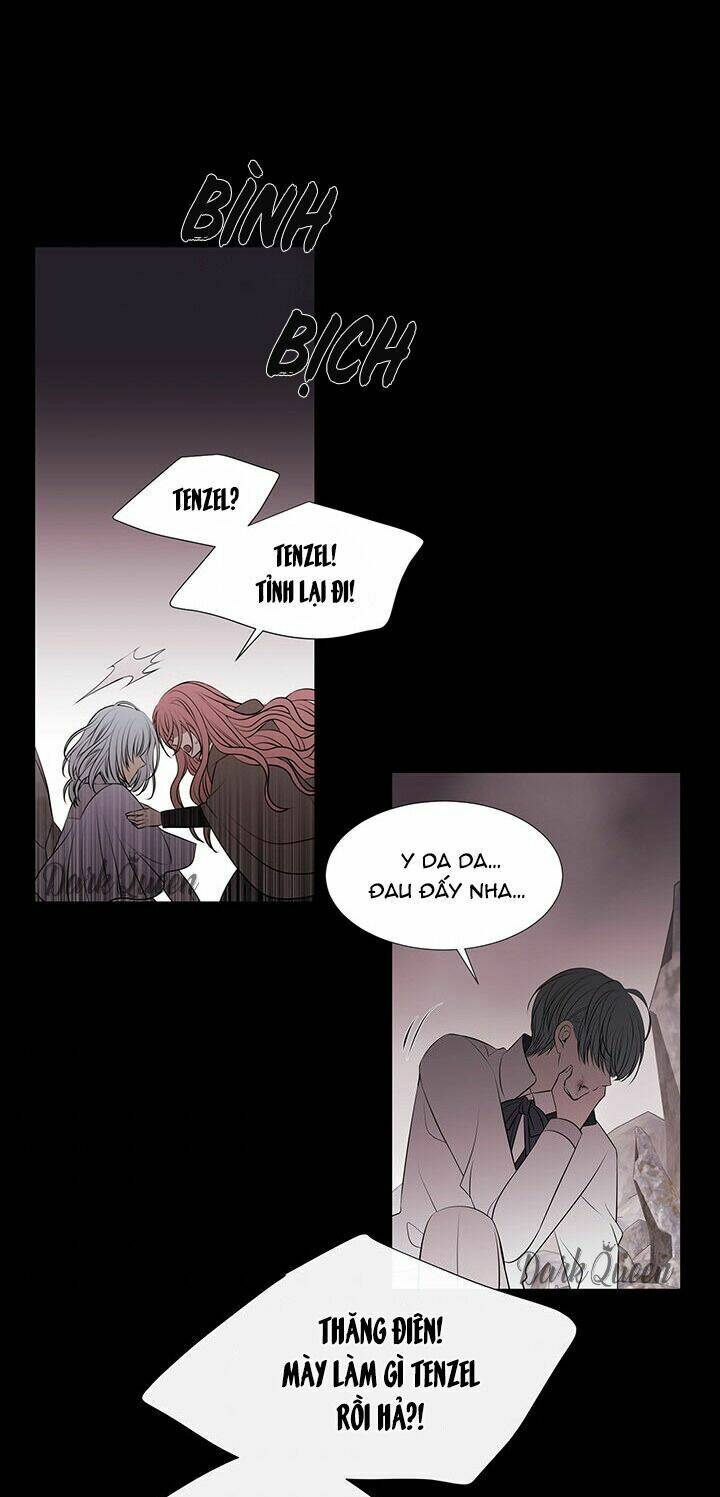 BÌNH
BỊCH
TENZEL?
TENZEL!
TỈNH LẠI ĐI!
Dark Queen
Y DA DA...
ĐAU ĐẤY NHA...
Dark Queen
THẰNG ĐIÊN!
MÀY LÀM GÌ TENZEL
RỒI HẢ?!